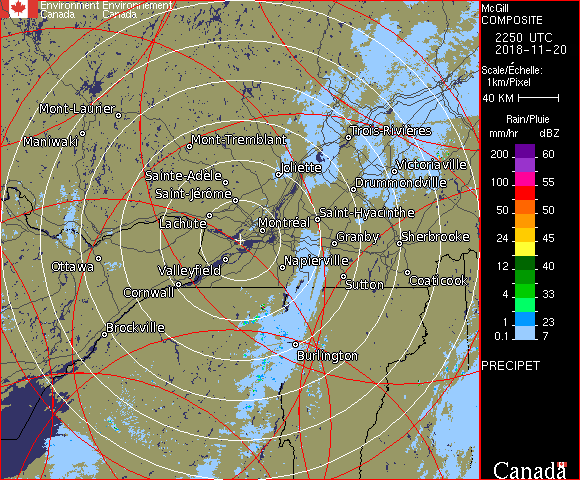 Environment Environnement
Canada Canada
McGill
COMPOSITE
2250 UTC
2018-11-20
Scale/Échelle:
1km/Pixel
40 KM
Rain/Pluie
mm/hr dBZ
200 60
100 55
50 50
24 45
12 40
4 33
1 23
0.1 7
PRECIPET
Canada
Mont-Laurier
Maniwaki
Mont-Tremblant
Trois-Rivières
Sainte-Adèle
Joliette
Victoriaville
Saint-Jérôme
Drummondville
Lachute
Montréal
Saint-Hyacinthe
Granby
Sherbrooke
Ottawa
Valleyfield
Napierville
Cornwall
Sutton
Coaticook
Brockville
Burlington